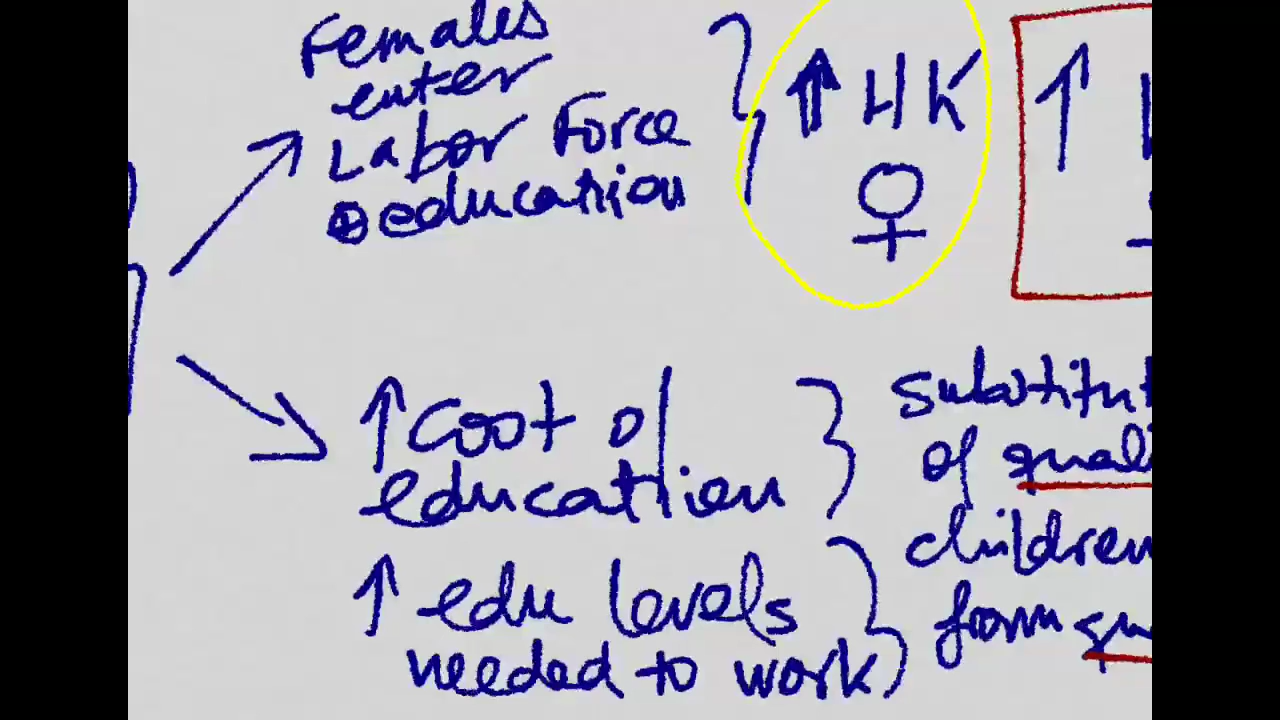 Females
enter
Labor Force
⊕ education
↑ HK
♀
↑
↑ Cost of
education
↑ edu levels
needed to work
substitut
of quali
children
from qu